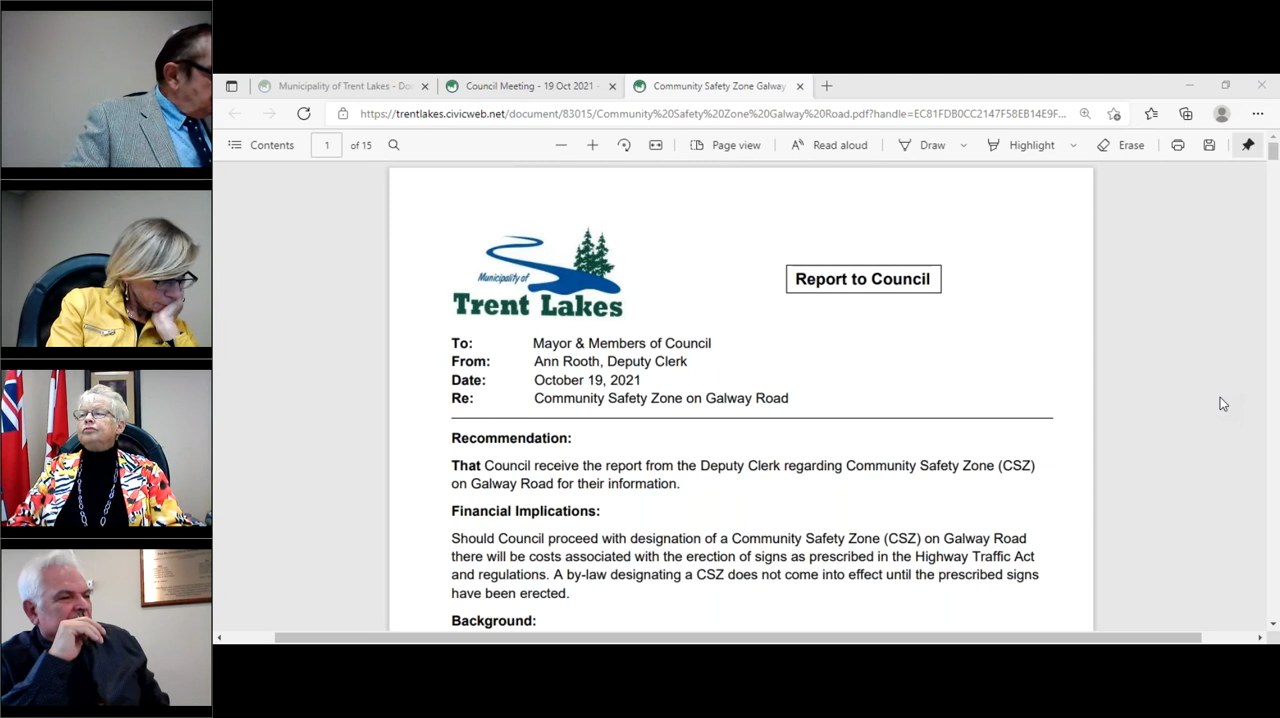 Municipality of Trent Lakes - Doc
Council Meeting - 19 Oct 2021 -
Community Safety Zone Galway
https://trentlakes.civicweb.net/document/83015/Community%20Safety%20Zone%20Galway%20Road.pdf?handle=EC81FDB0CC2147F58EB14E9F...
Contents 1 of 15 Page view Read aloud Draw Highlight Erase
Municipality of
Trent Lakes
Report to Council
To: Mayor & Members of Council
From: Ann Rooth, Deputy Clerk
Date: October 19, 2021
Re: Community Safety Zone on Galway Road
Recommendation:
That Council receive the report from the Deputy Clerk regarding Community Safety Zone (CSZ)
on Galway Road for their information.
Financial Implications:
Should Council proceed with designation of a Community Safety Zone (CSZ) on Galway Road
there will be costs associated with the erection of signs as prescribed in the Highway Traffic Act
and regulations. A by-law designating a CSZ does not come into effect until the prescribed signs
have been erected.
Background: